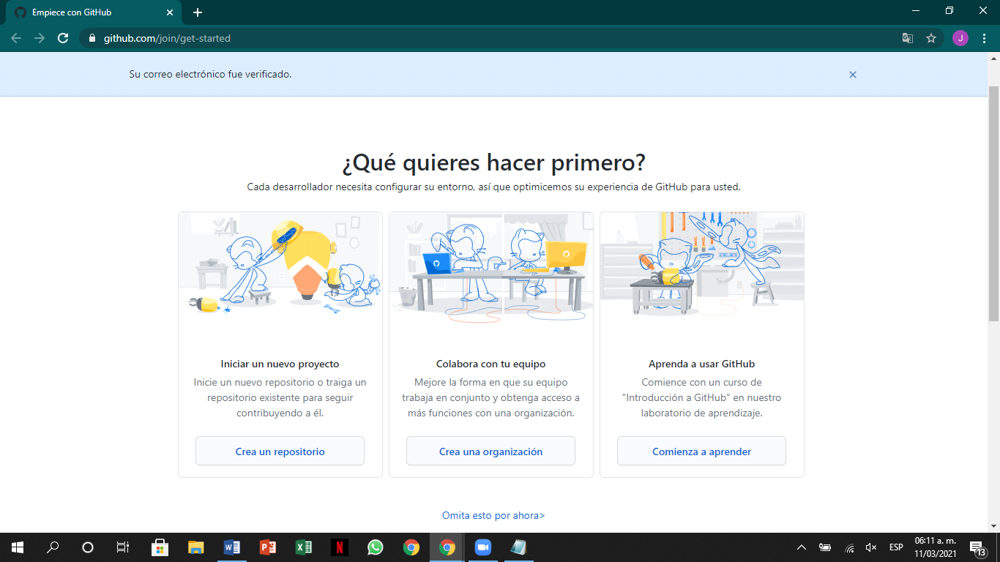 Empiece con GitHub
github.com/join/get-started
J
Su correo electrónico fue verificado.
¿Qué quieres hacer primero?
Cada desarrollador necesita configurar su entorno, así que optimicemos su experiencia de GitHub para usted.
Iniciar un nuevo proyecto
Inicie un nuevo repositorio o traiga un
repositorio existente para seguir
contribuyendo a él.
Crea un repositorio
Colabora con tu equipo
Mejore la forma en que su equipo
trabaja en conjunto y obtenga acceso a
más funciones con una organización.
Crea una organización
Aprenda a usar GitHub
Comience con un curso de
"Introducción a GitHub" en nuestro
laboratorio de aprendizaje.
Comienza a aprender
Omita esto por ahora>
ESP
06:11 a. m.
11/03/2021
13